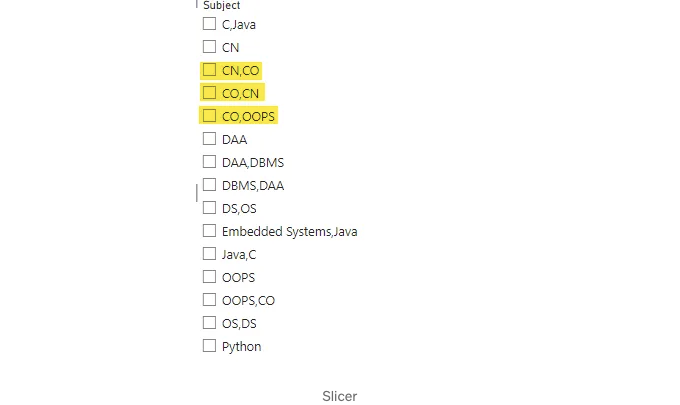 Subject
C,Java
CN
CN,CO
CO,CN
CO,OOPS
DAA
DAA,DBMS
DBMS,DAA
DS,OS
Embedded Systems,Java
Java,C
OOPS
OOPS,CO
OS,DS
Python
Slicer